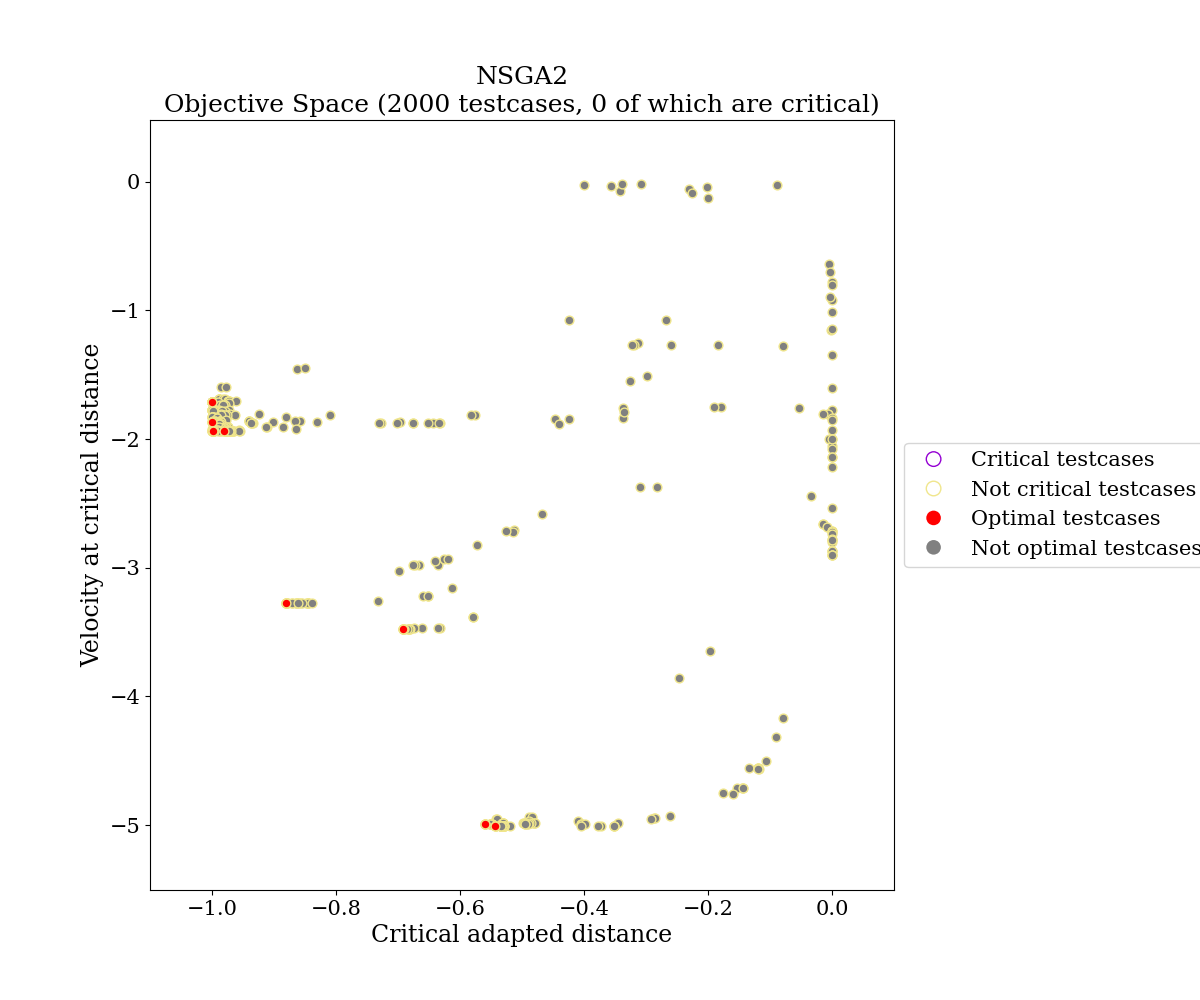 NSGA2
Objective Space (2000 testcases, 0 of which are critical)
0
−1
−2
−3
−4
−5
Velocity at critical distance
−1.0
−0.8
−0.6
−0.4
−0.2
0.0
Critical adapted distance
Critical testcases
Not critical testcases
Optimal testcases
Not optimal testcases